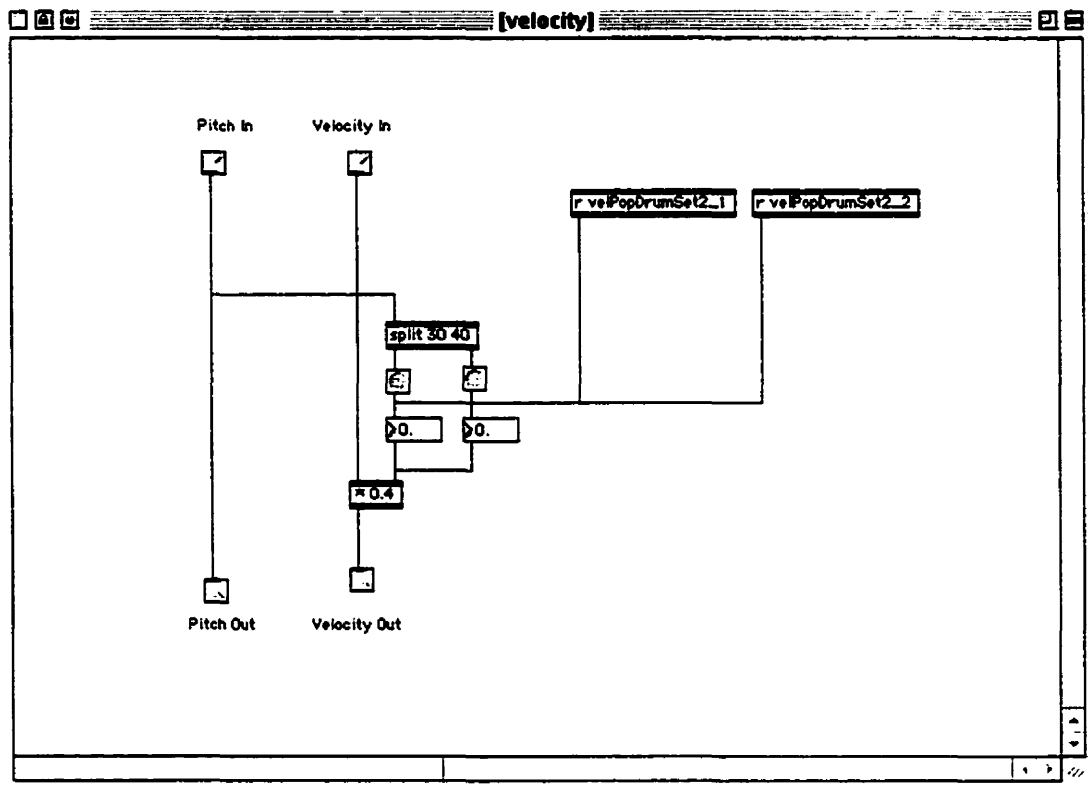 [velocity]
Pitch In
Velocity In
r velPopDrumSet2_1
r velPopDrumSet2_2
split 30 40
0.
0.
* 0.4
Pitch Out
Velocity Out